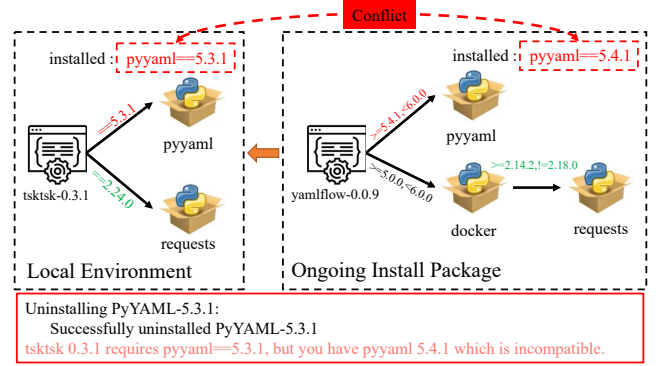 Conflict
installed : pyyaml==5.3.1
installed : pyyaml==5.4.1
==5.3.1
pyyaml
tsktsk-0.3.1
==2.24.0
requests
Local Environment
>=5.4.1,<6.0.0
pyyaml
yamlflow-0.0.9
>=5.0.0,<6.0.0
docker
>=2.14.2,!=2.18.0
requests
Ongoing Install Package
Uninstalling PyYAML-5.3.1:
Successfully uninstalled PyYAML-5.3.1
tsktsk 0.3.1 requires pyyaml==5.3.1, but you have pyyaml 5.4.1 which is incompatible.